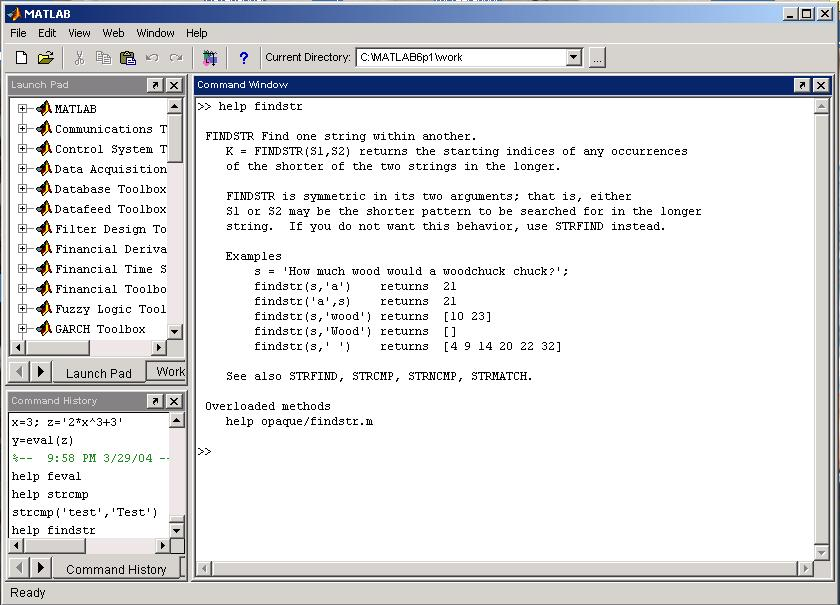 MATLAB
File Edit View Web Window Help
? Current Directory: C:\MATLAB6p1\work ...
Launch Pad
MATLAB
Communications T
Control System T
Data Acquisition
Database Toolbox
Datafeed Toolbox
Filter Design To
Financial Deriva
Financial Time S
Financial Toolbo
Fuzzy Logic Tool
GARCH Toolbox
Launch Pad Work
Command History
x=3; z='2*x^3+3'
y=eval(z)
%-- 9:58 PM 3/29/04 --
help feval
help strcmp
strcmp('test','Test')
help findstr
Command History
Command Window
>> help findstr
FINDSTR Find one string within another.
K = FINDSTR(S1,S2) returns the starting indices of any occurrences
of the shorter of the two strings in the longer.
FINDSTR is symmetric in its two arguments; that is, either
S1 or S2 may be the shorter pattern to be searched for in the longer
string.  If you do not want this behavior, use STRFIND instead.
Examples
s = 'How much wood would a woodchuck chuck?';
findstr(s,'a')    returns  21
findstr('a',s)    returns  21
findstr(s,'wood') returns  [10 23]
findstr(s,'Wood') returns  []
findstr(s,' ')    returns  [4 9 14 20 22 32]
See also STRFIND, STRCMP, STRNCMP, STRMATCH.
Overloaded methods
help opaque/findstr.m
>>
Ready